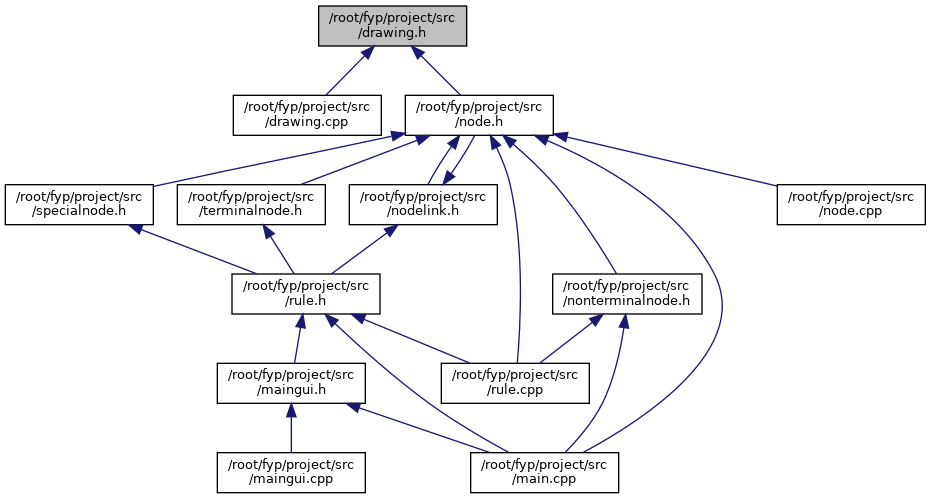 /root/fyp/project/src
/drawing.h
/root/fyp/project/src
/drawing.cpp
/root/fyp/project/src
/node.h
/root/fyp/project/src
/specialnode.h
/root/fyp/project/src
/terminalnode.h
/root/fyp/project/src
/nodelink.h
/root/fyp/project/src
/node.cpp
/root/fyp/project/src
/rule.h
/root/fyp/project/src
/nonterminalnode.h
/root/fyp/project/src
/maingui.h
/root/fyp/project/src
/rule.cpp
/root/fyp/project/src
/maingui.cpp
/root/fyp/project/src
/main.cpp